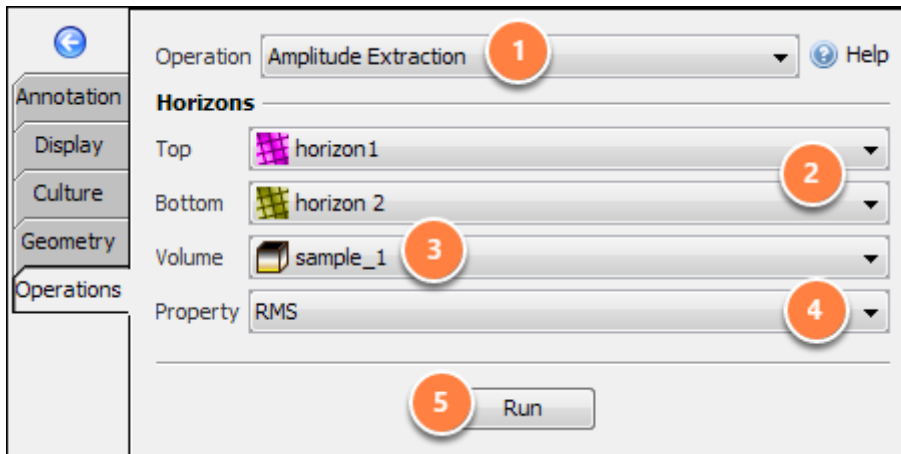 Operation Amplitude Extraction 1 Help
Annotation
Horizons
Display
Top horizon1
2
Culture
Bottom horizon 2
Geometry
Volume sample_1 3
Operations
Property RMS 4
5 Run